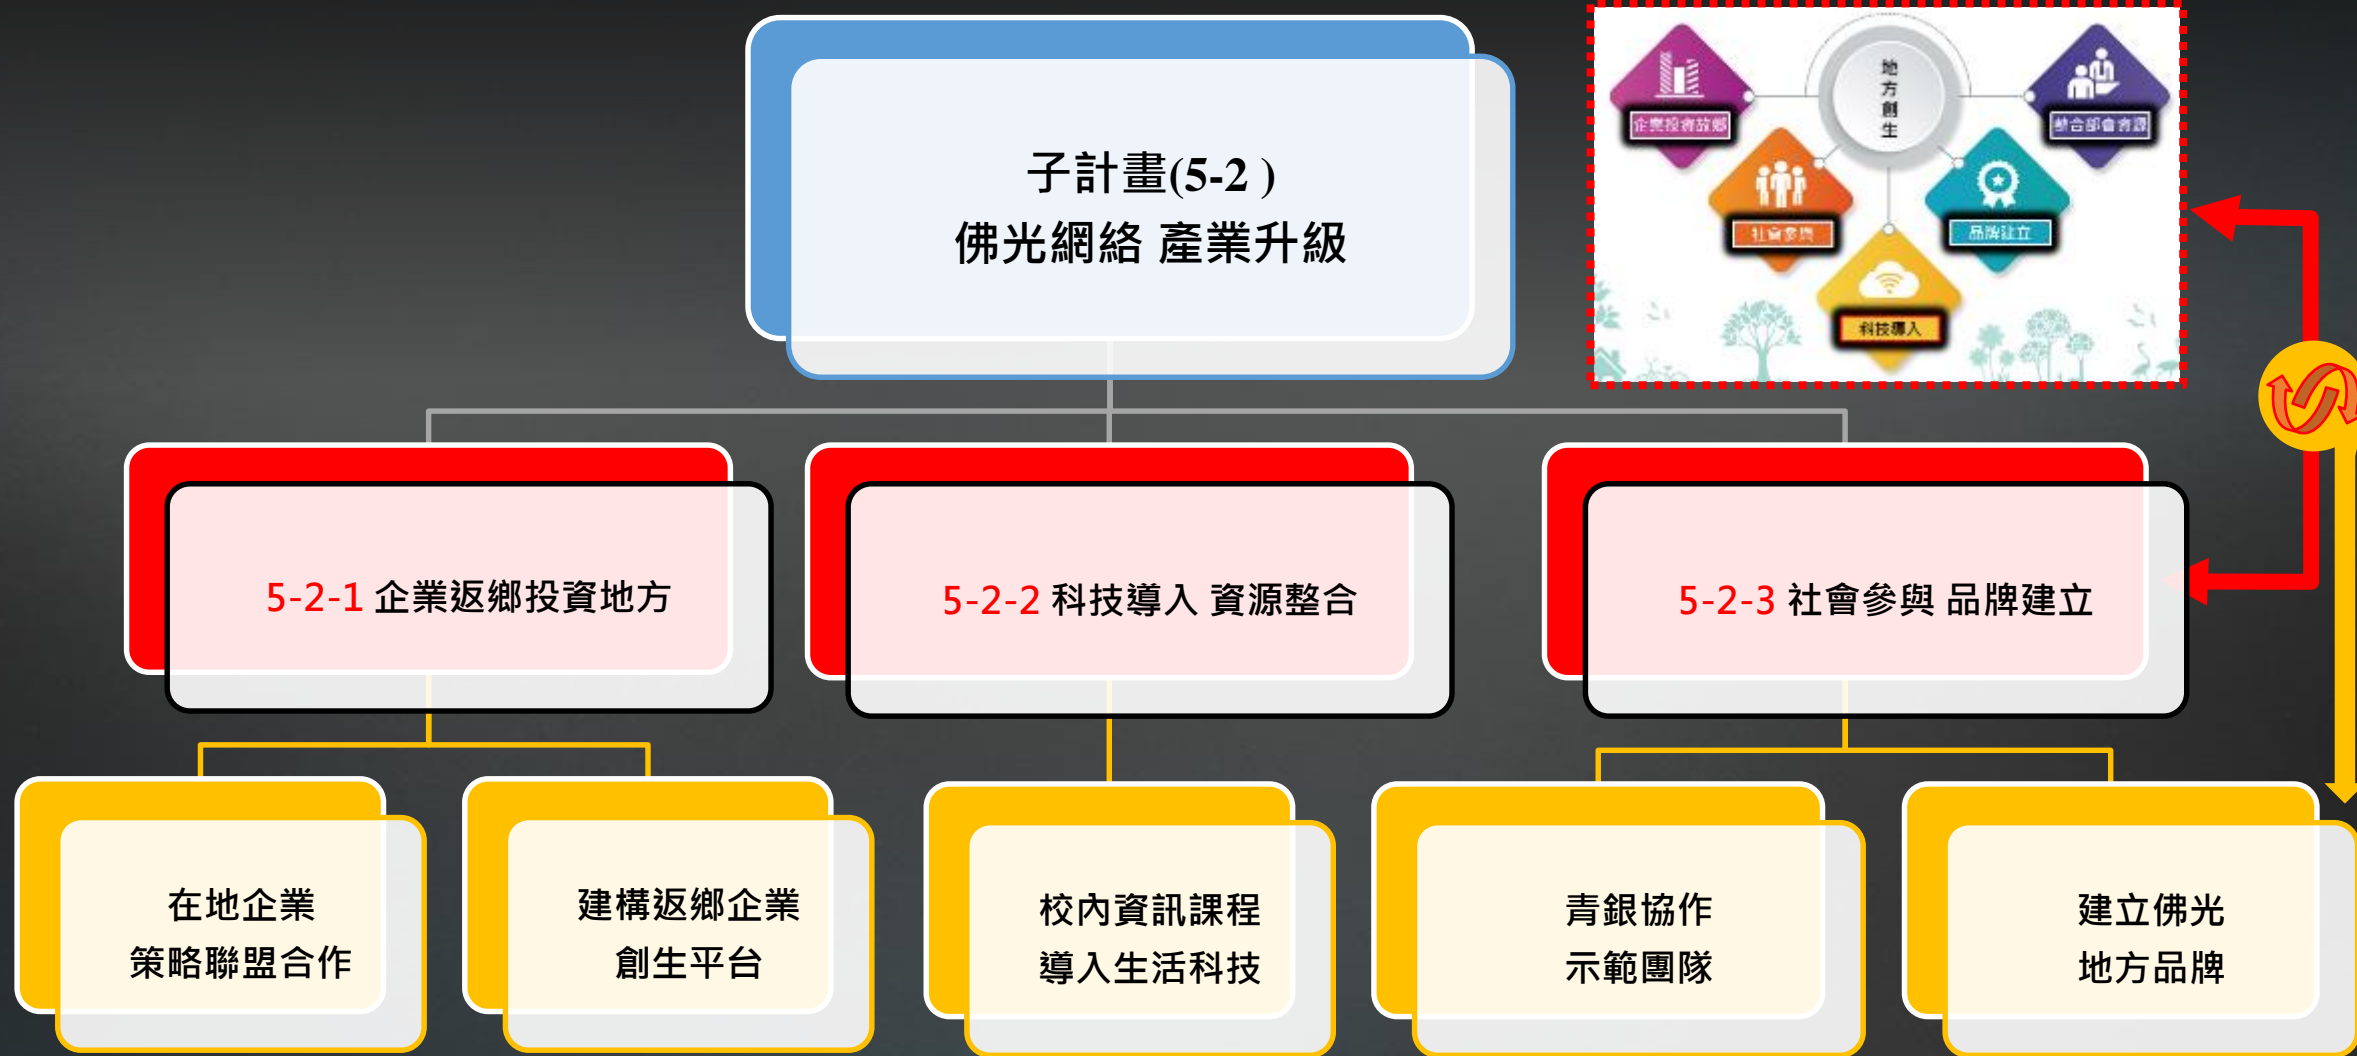 子計畫(5-2 )
佛光網絡 產業升級
地方創生
企業投資故鄉
整合部會資源
社會參與
品牌建立
科技導入
5-2-1 企業返鄉投資地方
5-2-2 科技導入 資源整合
5-2-3 社會參與 品牌建立
在地企業
策略聯盟合作
建構返鄉企業
創生平台
校內資訊課程
導入生活科技
青銀協作
示範團隊
建立佛光
地方品牌